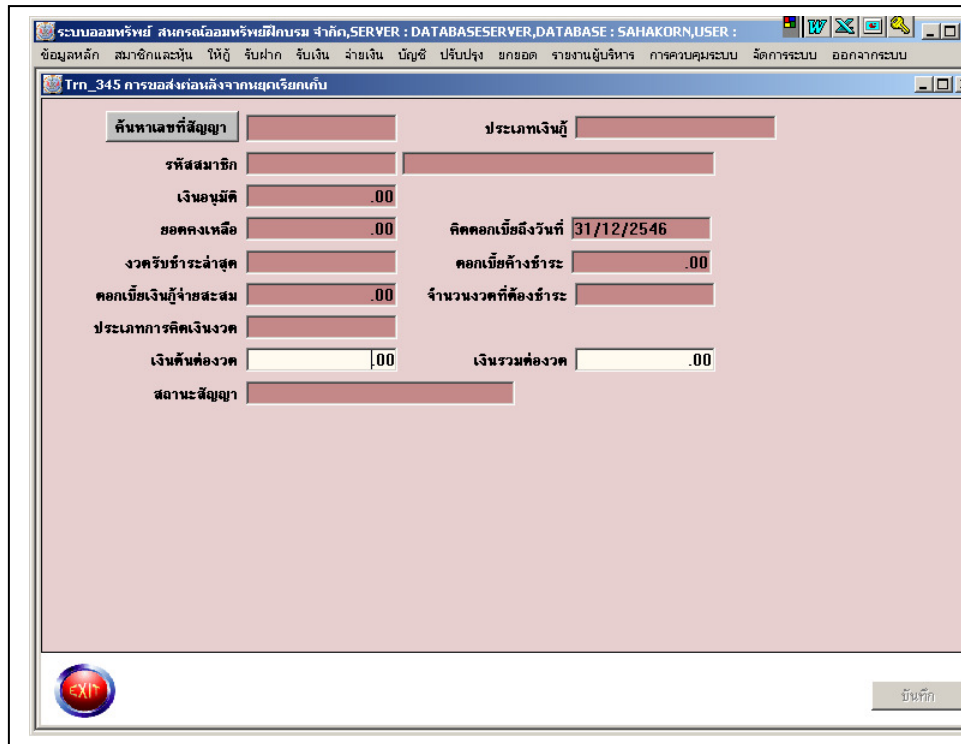 ระบบออมทรัพย์ สหกรณ์ออมทรัพย์ฝึกอบรม จำกัด,SERVER : DATABASESERVER,DATABASE : SAHAKORN,USER :
ข้อมูลหลัก สมาชิกและหุ้น ให้กู้ รับฝาก รับเงิน จ่ายเงิน บัญชี ปรับปรุง ยกยอด รายงานผู้บริหาร การควบคุมระบบ จัดการระบบ ออกจากระบบ
Trn_345 การขอส่งต่อหลังจากหยุดเรียกเก็บ
ค้นหาเลขที่สัญญา ประเภทเงินกู้
รหัสสมาชิก
เงินอนุมัติ .00
ยอดคงเหลือ .00 คิดดอกเบี้ยถึงวันที่ 31/12/2546
งวดรับชำระล่าสุด ดอกเบี้ยค้างชำระ .00
ดอกเบี้ยเงินกู้จ่ายสะสม .00 จำนวนงวดที่ต้องชำระ
ประเภทการคิดเงินงวด
เงินต้นต่องวด .00 เงินรวมต่องวด .00
สถานะสัญญา
EXIT บันทึก